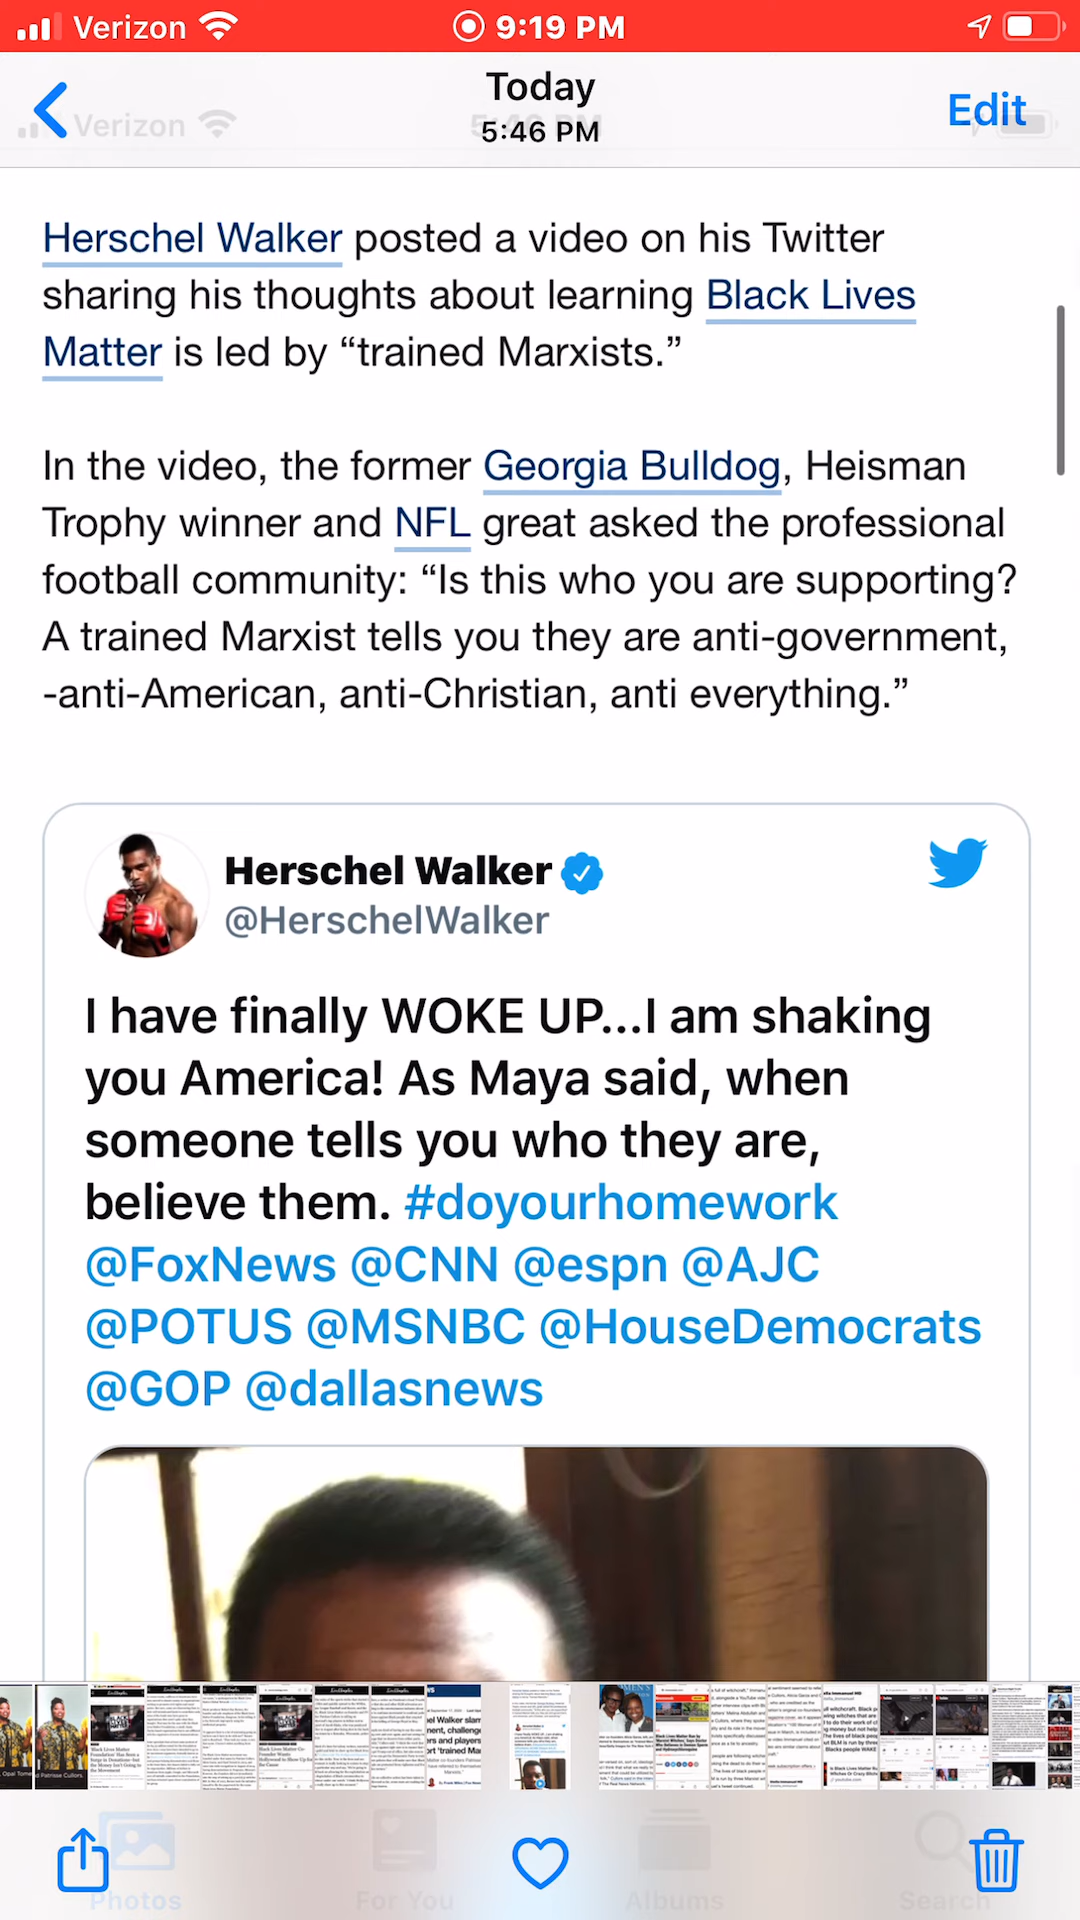 Verizon 9:19 PM
Today
Verizon
5:46 PM
Edit
Herschel Walker posted a video on his Twitter
sharing his thoughts about learning Black Lives
Matter is led by “trained Marxists.”
In the video, the former Georgia Bulldog, Heisman
Trophy winner and NFL great asked the professional
football community: “Is this who you are supporting?
A trained Marxist tells you they are anti-government,
-anti-American, anti-Christian, anti everything.”
Herschel Walker
@HerschelWalker
I have finally WOKE UP...I am shaking
you America! As Maya said, when
someone tells you who they are,
believe them. #doyourhomework
@FoxNews @CNN @espn @AJC
@POTUS @MSNBC @HouseDemocrats
@GOP @dallasnews
Photos
For You
Albums
Search